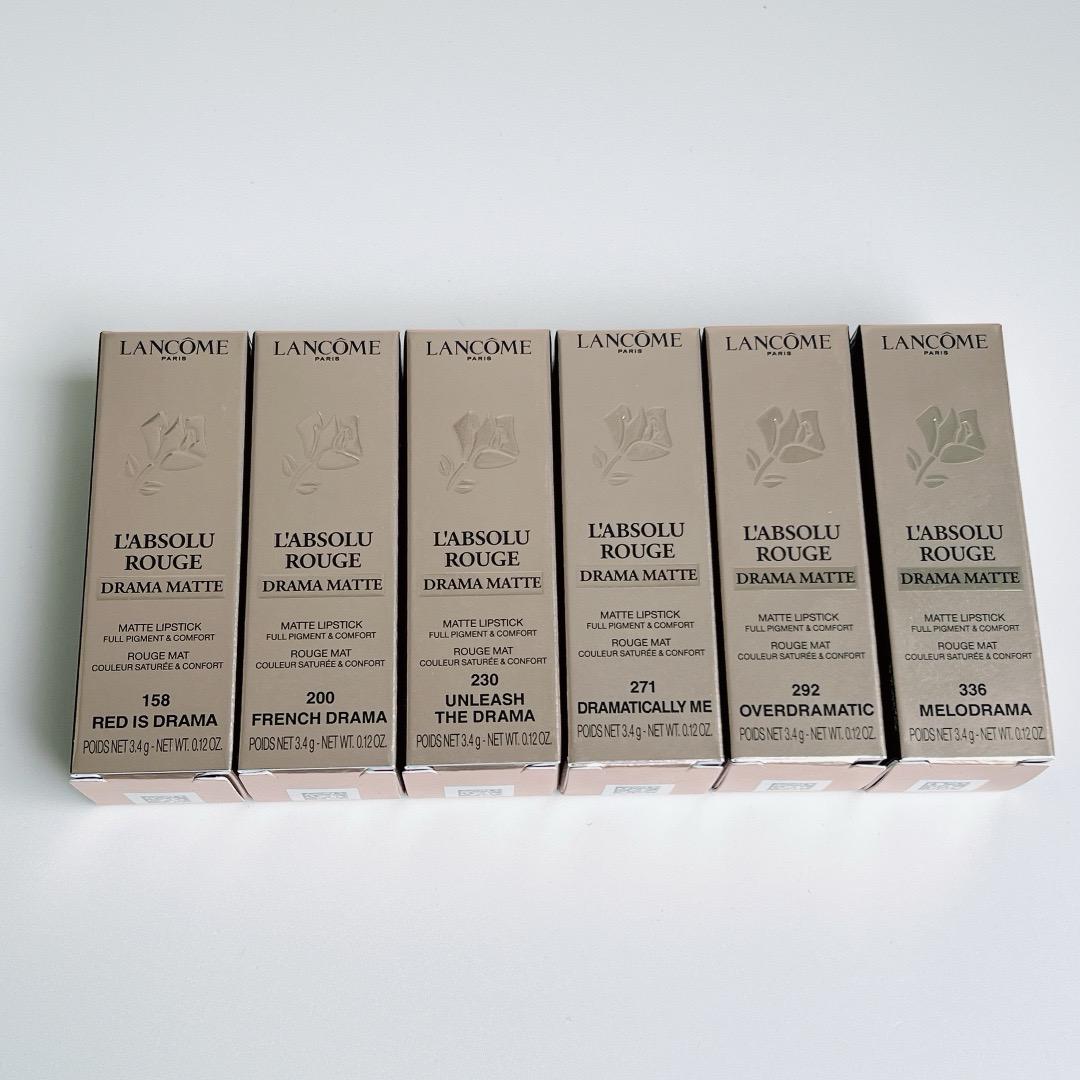 LANCÔME
PARIS
L'ABSOLU
ROUGE
DRAMA MATTE
MATTE LIPSTICK
FULL PIGMENT & COMFORT
ROUGE MAT
COULEUR SATURÉE & CONFORT
158
RED IS DRAMA
POIDS NET 3.4 g - NET WT. 0.12 OZ.
LANCÔME
PARIS
L'ABSOLU
ROUGE
DRAMA MATTE
MATTE LIPSTICK
FULL PIGMENT & COMFORT
ROUGE MAT
COULEUR SATURÉE & CONFORT
200
FRENCH DRAMA
POIDS NET 3.4 g - NET WT. 0.12 OZ.
LANCÔME
PARIS
L'ABSOLU
ROUGE
DRAMA MATTE
MATTE LIPSTICK
FULL PIGMENT & COMFORT
ROUGE MAT
COULEUR SATURÉE & CONFORT
230
UNLEASH
THE DRAMA
POIDS NET 3.4 g - NET WT. 0.12 OZ.
LANCÔME
PARIS
L'ABSOLU
ROUGE
DRAMA MATTE
MATTE LIPSTICK
FULL PIGMENT & COMFORT
ROUGE MAT
COULEUR SATURÉE & CONFORT
271
DRAMATICALLY ME
POIDS NET 3.4 g - NET WT. 0.12 OZ.
LANCÔME
PARIS
L'ABSOLU
ROUGE
DRAMA MATTE
MATTE LIPSTICK
FULL PIGMENT & COMFORT
ROUGE MAT
COULEUR SATURÉE & CONFORT
292
OVERDRAMATIC
POIDS NET 3.4 g - NET WT. 0.12 OZ.
LANCÔME
PARIS
L'ABSOLU
ROUGE
DRAMA MATTE
MATTE LIPSTICK
FULL PIGMENT & COMFORT
ROUGE MAT
COULEUR SATURÉE & CONFORT
336
MELODRAMA
POIDS NET 3.4 g - NET WT. 0.12 OZ.